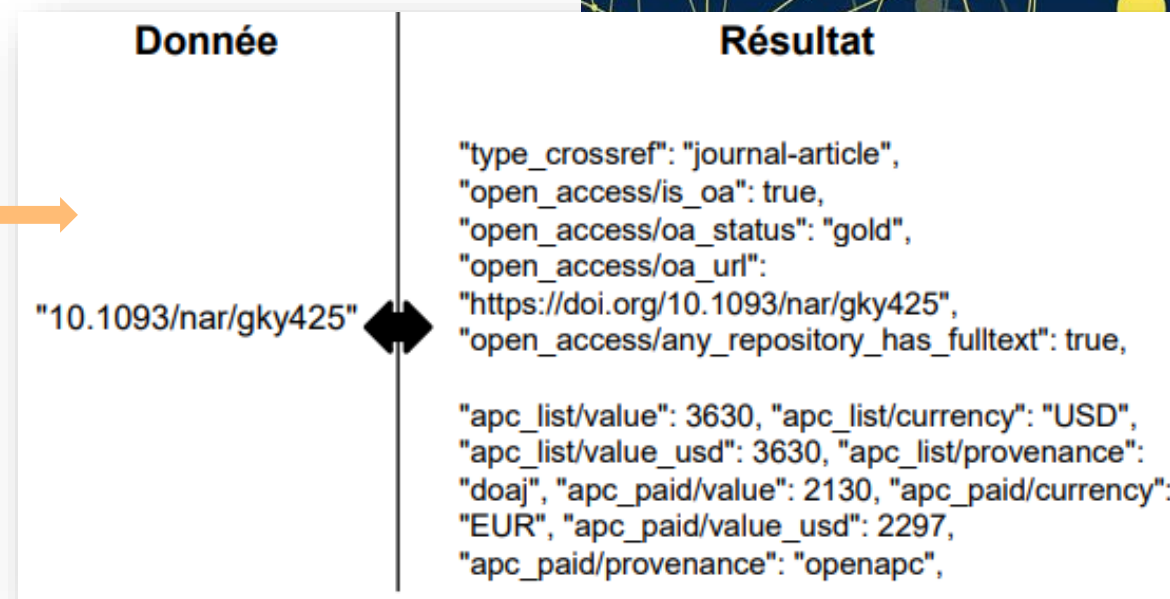 Donnée
Résultat
"type_crossref": "journal-article",
"open_access/is_oa": true,
"open_access/oa_status": "gold",
"open_access/oa_url":
"10.1093/nar/gky425"
"https://doi.org/10.1093/nar/gky425",
"open_access/any_repository_has_fulltext": true,
"apc_list/value": 3630, "apc_list/currency": "USD",
"apc_list/value_usd": 3630, "apc_list/provenance":
"doaj", "apc_paid/value": 2130, "apc_paid/currency":
"EUR", "apc_paid/value_usd": 2297,
"apc_paid/provenance": "openapc",